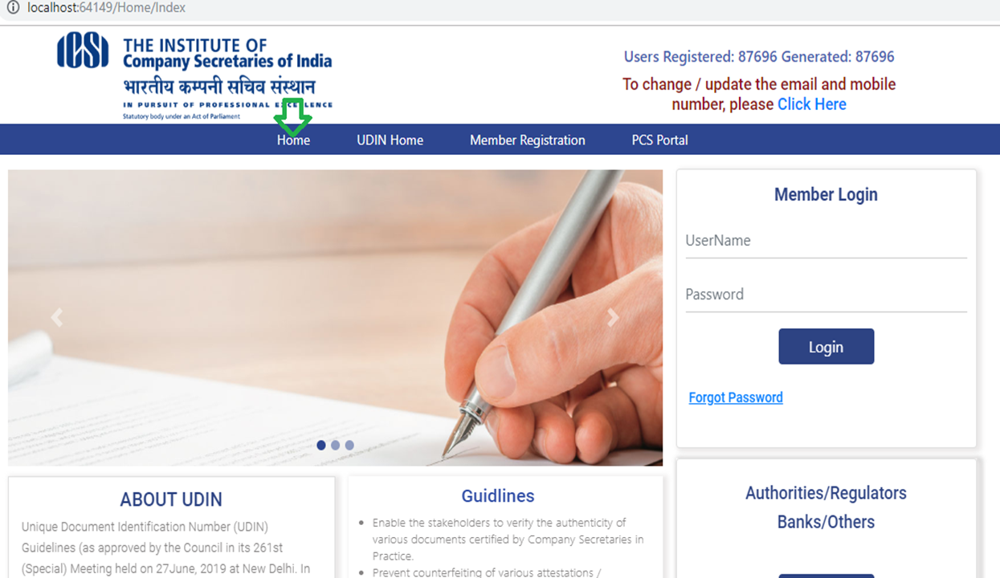 localhost:64149/Home/Index
ICSI
THE INSTITUTE OF
Company Secretaries of India
भारतीय कम्पनी सचिव संस्थान
IN PURSUIT OF PROFESSIONAL EXCELLENCE
Statutory body under an Act of Parliament
Users Registered: 87696 Generated: 87696
To change / update the email and mobile
number, please Click Here
Home UDIN Home Member Registration PCS Portal
Member Login
UserName
Password
Login
Forgot Password
ABOUT UDIN
Unique Document Identification Number (UDIN)
Guidelines (as approved by the Council in its 261st
(Special) Meeting held on 27June, 2019 at New Delhi. In
Guidlines
Enable the stakeholders to verify the authenticity of
various documents certified by Company Secretaries in
Practice.
Prevent counterfeiting of various attestations /
Authorities/Regulators
Banks/Others